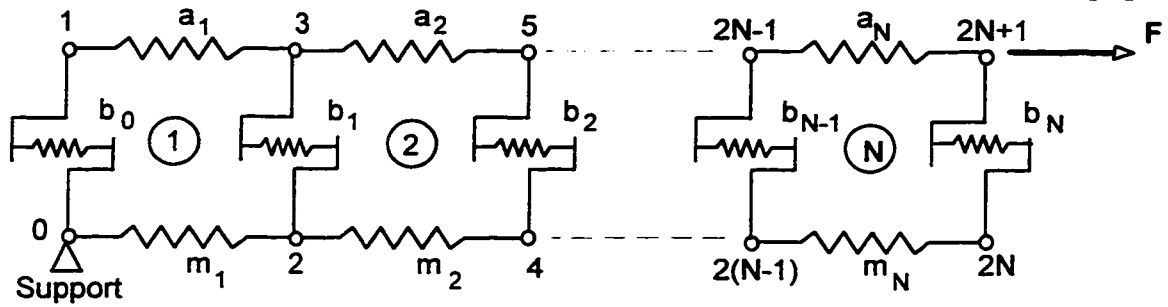 1 a1 3 a2 5 2N-1 aN 2N+1 F
b0 1 b1 2 b2 bN-1 N bN
0 m1 2 m2 4 2(N-1) mN 2N
Support